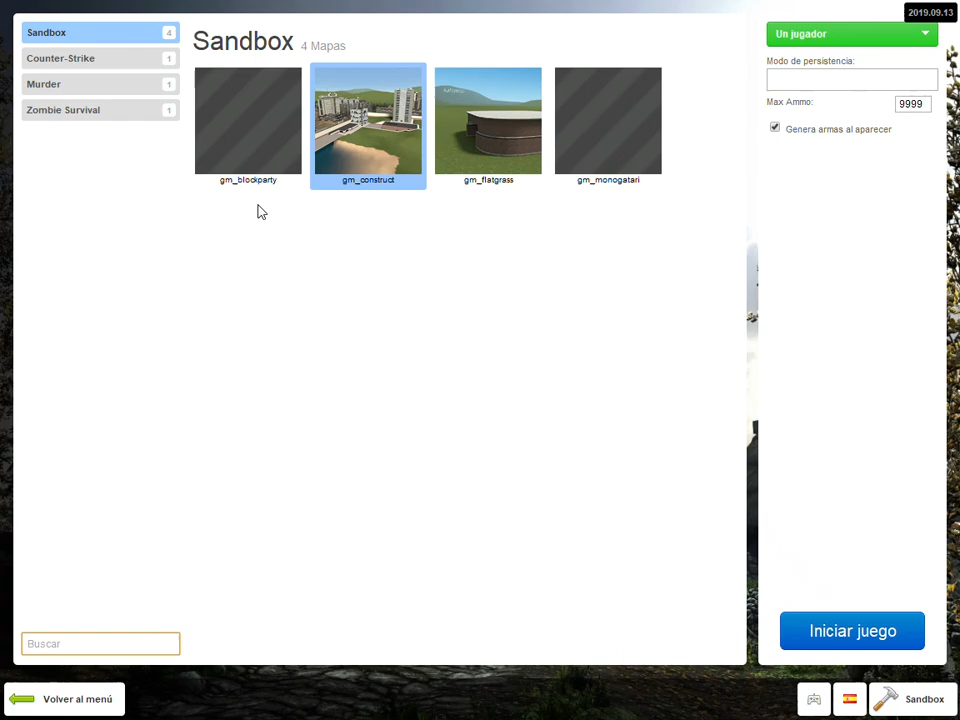 2019.09.13
Sandbox 4
Counter-Strike 1
Murder 1
Zombie Survival 1
Sandbox 4 Mapas
gm_blockparty
gm_construct
gm_flatgrass
gm_monogatari
Buscar
Un jugador
Modo de persistencia:
Max Ammo: 9999
Genera armas al aparecer
Iniciar juego
Volver al menú
Sandbox